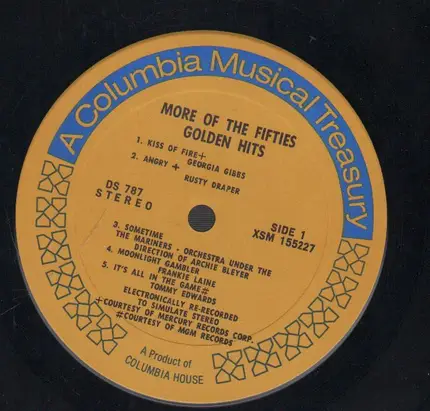 A Columbia Musical Treasury
MORE OF THE FIFTIES
GOLDEN HITS
1. KISS OF FIRE+
GEORGIA GIBBS
2. ANGRY +
RUSTY DRAPER
DS 787
STEREO
SIDE 1
XSM 155227
3. SOMETIME
THE MARINERS - ORCHESTRA UNDER THE
DIRECTION OF ARCHIE BLEYER
4. MOONLIGHT GAMBLER
FRANKIE LAINE
5. IT'S ALL IN THE GAME#
TOMMY EDWARDS
ELECTRONICALLY RE-RECORDED
TO SIMULATE STEREO
+COURTESY OF MERCURY RECORDS CORP.
#COURTESY OF MGM RECORDS
A Product of
COLUMBIA HOUSE